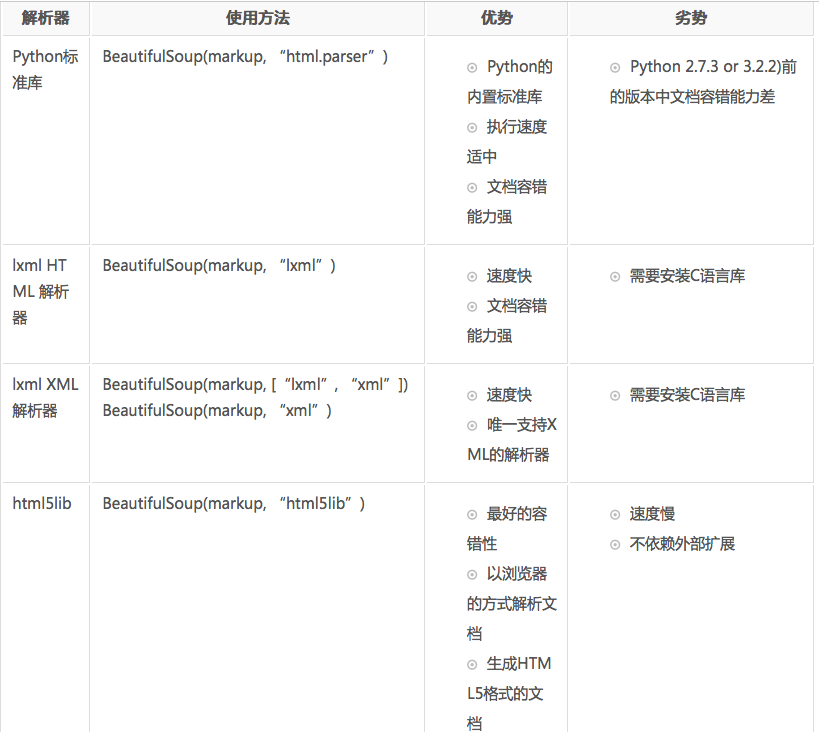 解析器 使用方法 优势 劣势
Python标
准库
BeautifulSoup(markup, “html.parser”)
Python的
内置标准库
执行速度
适中
文档容错
能力强
Python 2.7.3 or 3.2.2)前
的版本中文档容错能力差
lxml HT
ML 解析
器
BeautifulSoup(markup, “lxml”)
速度快
文档容错
能力强
需要安装C语言库
lxml XML
解析器
BeautifulSoup(markup, [“lxml”, “xml”])
BeautifulSoup(markup, “xml”)
速度快
唯一支持X
ML的解析器
需要安装C语言库
html5lib
BeautifulSoup(markup, “html5lib”)
最好的容
错性
以浏览器
的方式解析文
档
生成HTM
L5格式的文
档
速度慢
不依赖外部扩展